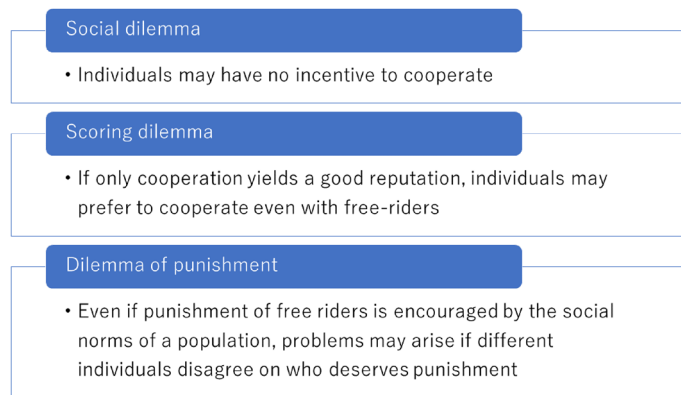 Social dilemma
• Individuals may have no incentive to cooperate
Scoring dilemma
• If only cooperation yields a good reputation, individuals may
prefer to cooperate even with free-riders
Dilemma of punishment
• Even if punishment of free riders is encouraged by the social
norms of a population, problems may arise if different
individuals disagree on who deserves punishment